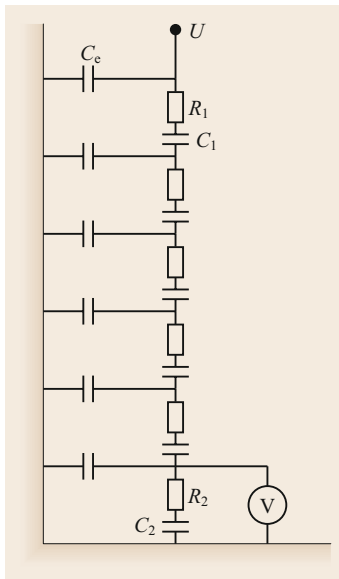 U
Cₑ
R₁
C₁
R₂
V
C₂